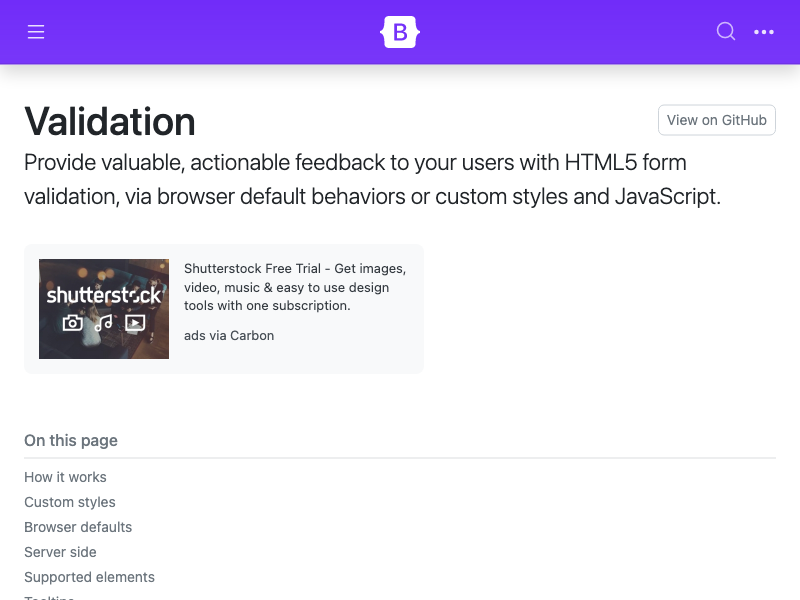 B
Validation
View on GitHub
Provide valuable, actionable feedback to your users with HTML5 form
validation, via browser default behaviors or custom styles and JavaScript.
shutterstock
Shutterstock Free Trial - Get images,
video, music & easy to use design
tools with one subscription.
ads via Carbon
On this page
How it works
Custom styles
Browser defaults
Server side
Supported elements
Tooltips